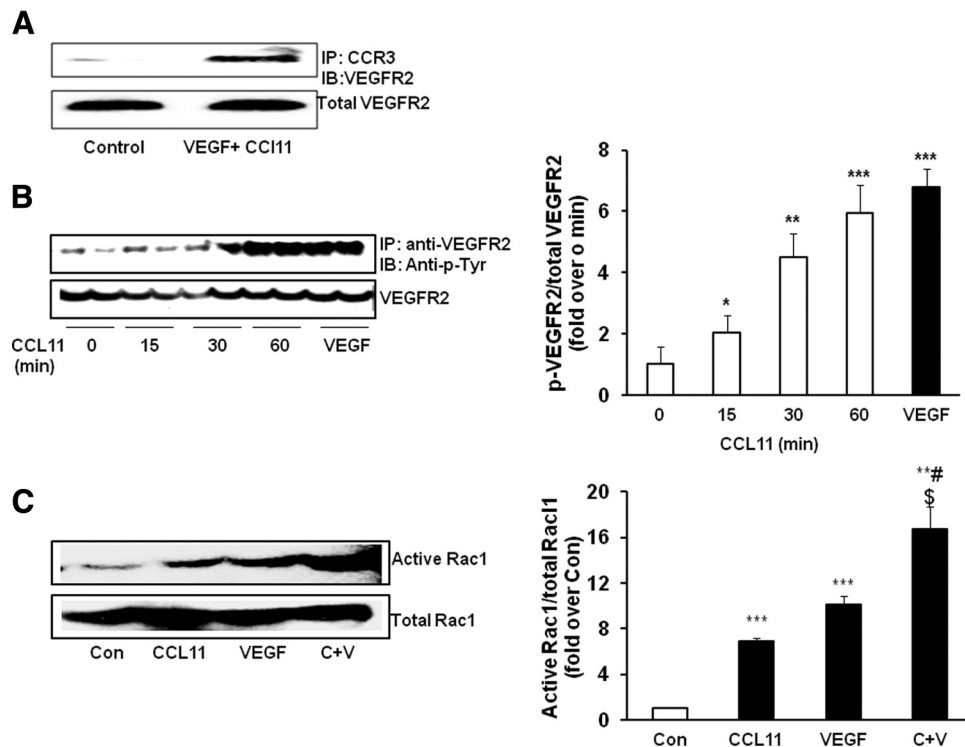 A
IP: CCR3
IB:VEGFR2
Total VEGFR2
Control VEGF+ CCl11
B
IP: anti-VEGFR2
IB: Anti-p-Tyr
VEGFR2
CCL11 0 15 30 60 VEGF
(min)
p-VEGFR2/total VEGFR2
(fold over o min)
8
6
4
2
0
*
**
***
***
0 15 30 60 VEGF
CCL11 (min)
C
Active Rac1
Total Rac1
Con CCL11 VEGF C+V
Active Rac1/total Racl1
(fold over Con)
20
16
12
8
4
0
***
***
**#
$
Con CCL11 VEGF C+V